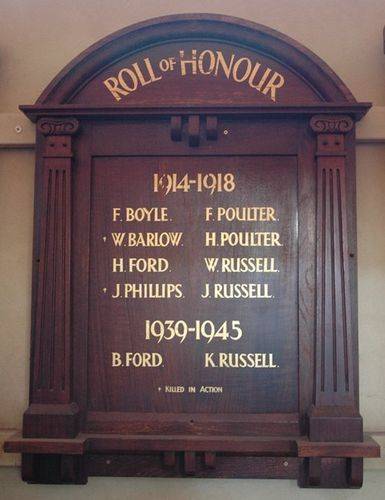 ROLL OF HONOUR
1914-1918
F. BOYLE. F. POULTER.
† W. BARLOW. H. POULTER.
H. FORD. W. RUSSELL.
† J. PHILLIPS. J. RUSSELL.
1939-1945
B. FORD. K. RUSSELL.
† KILLED IN ACTION